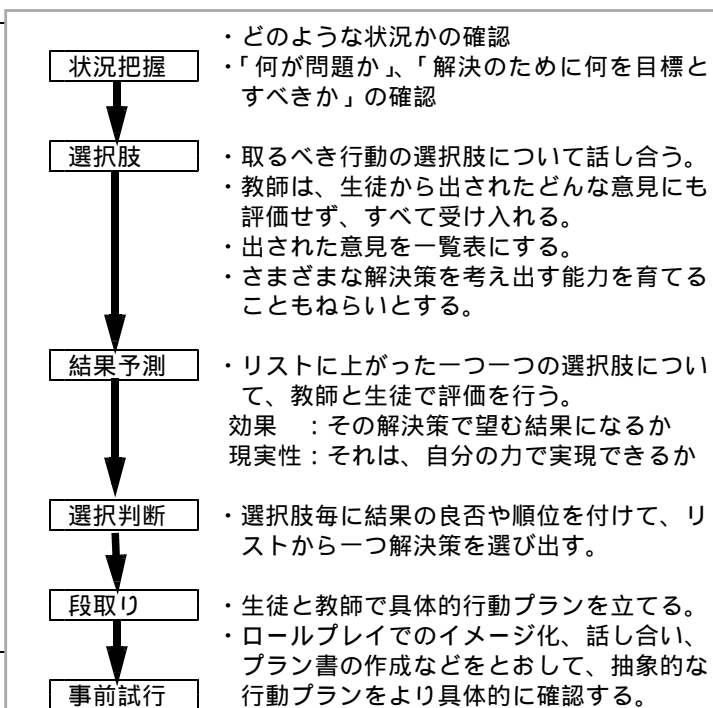 ・どのような状況かの確認
状況把握
・「何が問題か」、「解決のために何を目標と
すべきか」の確認
選択肢
・取るべき行動の選択肢について話し合う。
・教師は、生徒から出されたどんな意見にも
評価せず、すべて受け入れる。
・出された意見を一覧表にする。
・さまざまな解決策を考え出す能力を育てる
こともねらいとする。
結果予測
・リストに上がった一つ一つの選択肢につい
て、教師と生徒で評価を行う。
効果　：その解決策で望む結果になるか
現実性：それは、自分の力で実現できるか
選択判断
・選択肢毎に結果の良否や順位を付けて、リ
ストから一つ解決策を選び出す。
段取り
・生徒と教師で具体的行動プランを立てる。
・ロールプレイでのイメージ化、話し合い、
プラン書の作成などをとおして、抽象的な
事前試行
行動プランをより具体的に確認する。